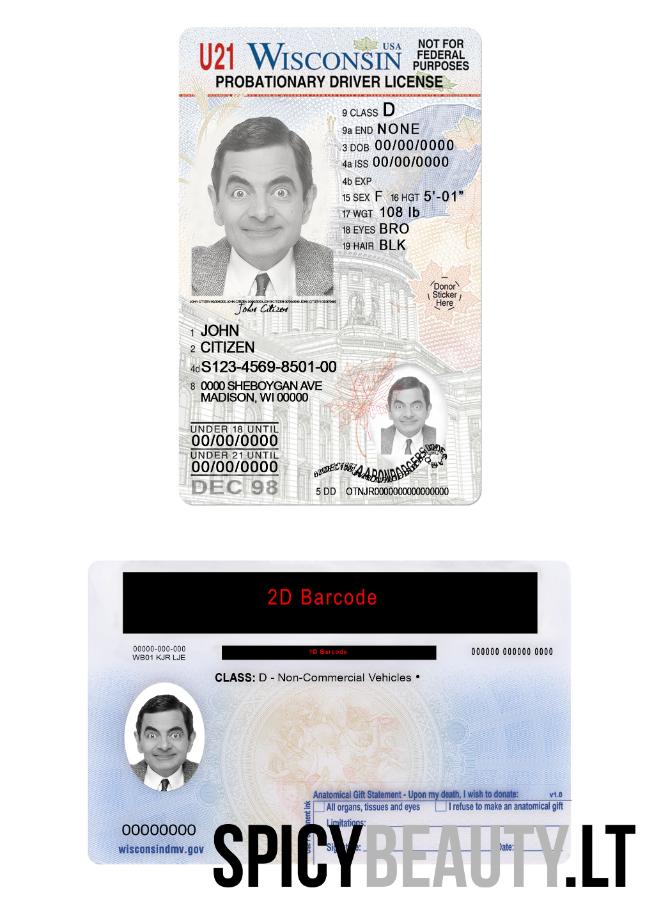 U21 WISCONSIN USA NOT FOR
FEDERAL
PURPOSES
PROBATIONARY DRIVER LICENSE
9 CLASS D
9a END NONE
3 DOB 00/00/0000
4a ISS 00/00/0000
4b EXP
15 SEX F 16 HGT 5'-01"
17 WGT 108 lb
18 EYES BRO
19 HAIR BLK
Donor
Sticker
Here
John Citizen
1 JOHN
2 CITIZEN
4d S123-4569-8501-00
8 0000 SHEBOYGAN AVE
MADISON, WI 00000
UNDER 18 UNTIL
00/00/0000
UNDER 21 UNTIL
00/00/0000
DEC 98
5 DD OTNJR0000000000000000
2D Barcode
00000-000-000
WB01 KJR LJE
2D Barcode
000000 000000 0000
CLASS: D - Non-Commercial Vehicles •
Anatomical Gift Statement - Upon my death, I wish to donate: v1.0
All organs, tissues and eyes I refuse to make an anatomical gift
Limitations:
Date:
00000000
wisconsindmv.gov
SPICYBEAUTY.LT